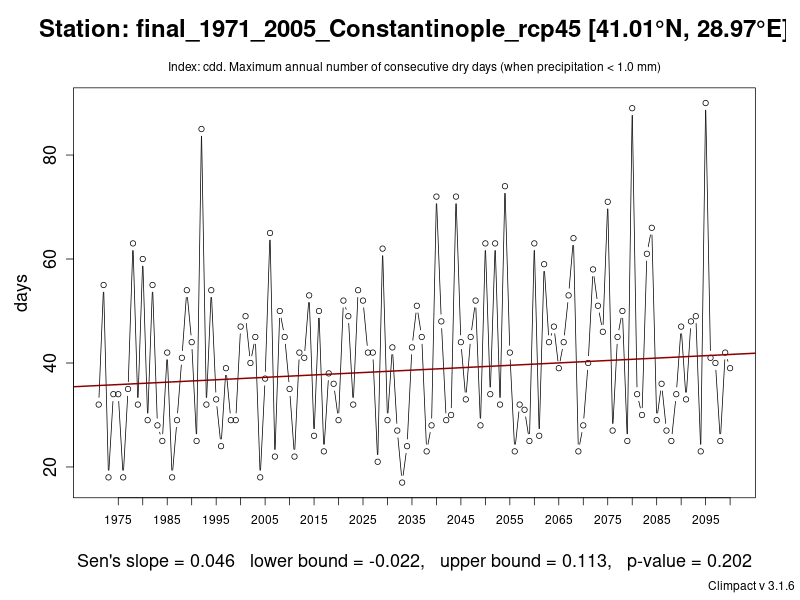 Station: final_1971_2005_Constantinople_rcp45 [41.01°N, 28.97°E]
Index: cdd. Maximum annual number of consecutive dry days (when precipitation < 1.0 mm)
days
80
60
40
20
1975 1985 1995 2005 2015 2025 2035 2045 2055 2065 2075 2085 2095
Sen's slope = 0.046 lower bound = -0.022, upper bound = 0.113, p-value = 0.202
Climpact v 3.1.6